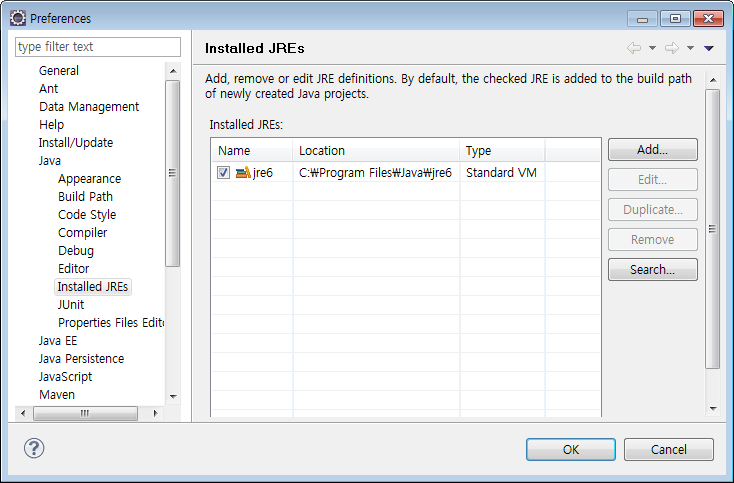 Preferences
type filter text
General
Ant
Data Management
Help
Install/Update
Java
Appearance
Build Path
Code Style
Compiler
Debug
Editor
Installed JREs
JUnit
Properties Files Edito
Java EE
Java Persistence
JavaScript
Maven
Installed JREs
Add, remove or edit JRE definitions. By default, the checked JRE is added to the build path
of newly created Java projects.
Installed JREs:
Name Location Type
jre6 C:₩Program Files₩Java₩jre6 Standard VM
Add...
Edit...
Duplicate...
Remove
Search...
OK Cancel